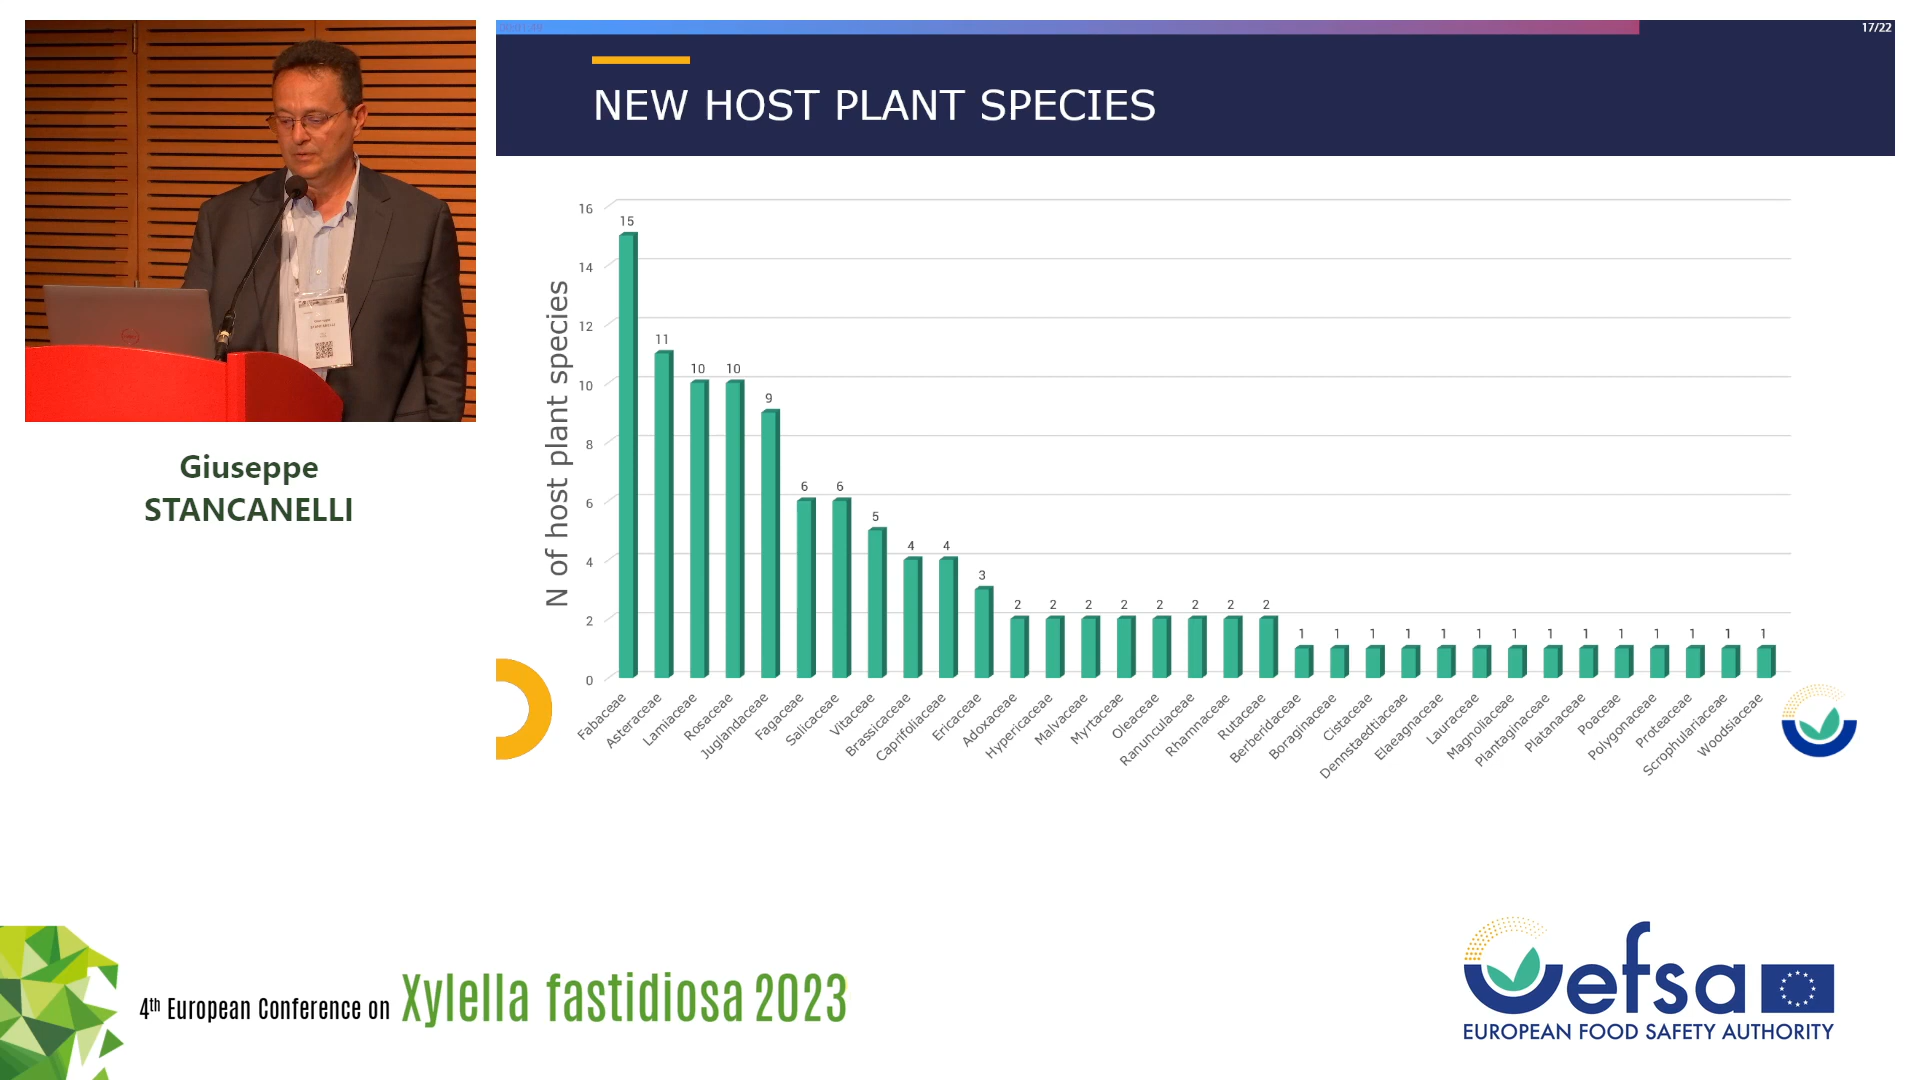 00:01:49
17/22
NEW HOST PLANT SPECIES
N of host plant species
16
14
12
10
8
6
4
2
0
15
11
10
10
9
6
6
5
4
4
3
2
2
2
2
2
2
2
2
1
1
1
1
1
1
1
1
1
1
1
1
1
1
Fabaceae
Asteraceae
Lamiaceae
Rosaceae
Juglandaceae
Fagaceae
Salicaceae
Vitaceae
Brassicaceae
Caprifoliaceae
Ericaceae
Adoxaceae
Hypericaceae
Malvaceae
Myrtaceae
Oleaceae
Ranunculaceae
Rhamnaceae
Rutaceae
Berberidaceae
Boraginaceae
Cistaceae
Dennstaedtiaceae
Elaeagnaceae
Lauraceae
Magnoliaceae
Plantaginaceae
Platanaceae
Poaceae
Polygonaceae
Proteaceae
Scrophulariaceae
Woodsiaceae
Giuseppe
STANCANELLI
4th European Conference on Xylella fastidiosa 2023
efsa
EUROPEAN FOOD SAFETY AUTHORITY